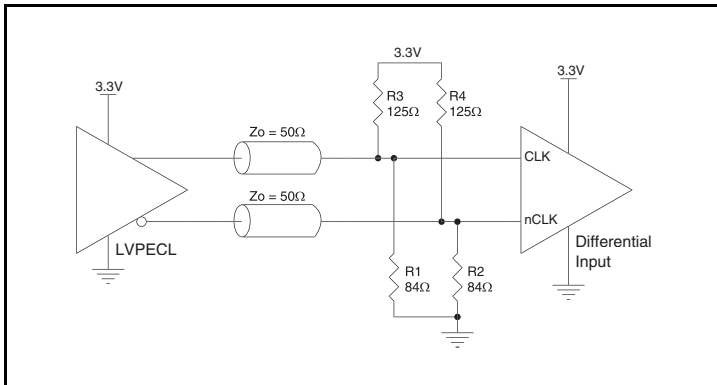 3.3V
3.3V
3.3V
R3
125Ω
R4
125Ω
Zo = 50Ω
CLK
Zo = 50Ω
nCLK
LVPECL
Differential
Input
R1
84Ω
R2
84Ω